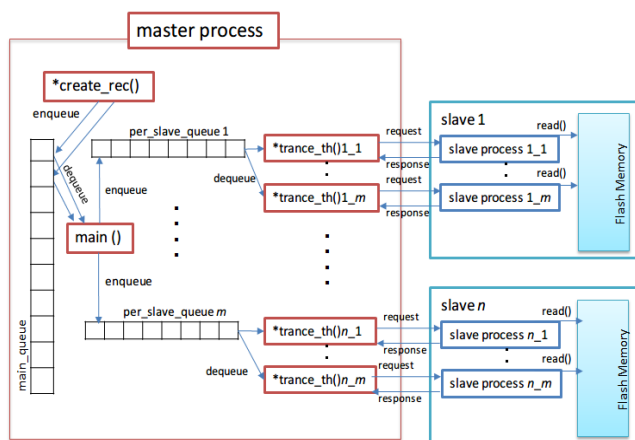 master process
*create_rec()
enqueue
per_slave_queue 1
dequeue
enqueue
main ()
enqueue
main_queue
per_slave_queue m
dequeue
*trance_th()1_1
*trance_th()1_m
dequeue
*trance_th()n_1
*trance_th()n_m
request
response
request
response
request
response
request
response
slave 1
slave process 1_1
slave process 1_m
read()
read()
Flash Memory
slave n
slave process n_1
slave process n_m
read()
read()
Flash Memory